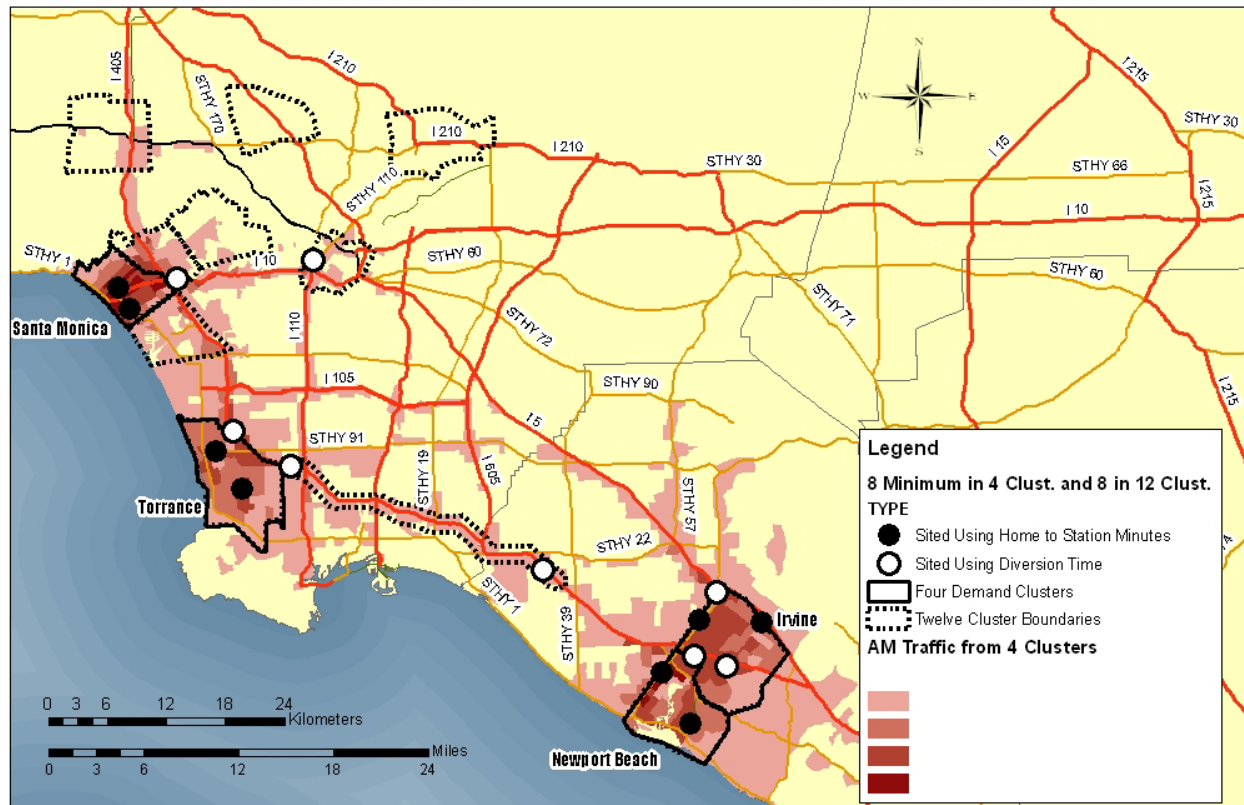 I 405
STHY 170
I 210
I 210
I 210
STHY 110
STHY 30
STHY 66
STHY 30
I 215
I 215
I 15
I 10
N
W
E
S
STHY 1
I 10
STHY 60
STHY 60
Santa Monica
I 110
STHY 72
STHY 71
I 215
I 105
STHY 90
I 5
STHY 91
STHY 19
I 605
Torrance
STHY 57
STHY 22
STHY 1
STHY 39
Irvine
Newport Beach
Legend
8 Minimum in 4 Clust. and 8 in 12 Clust.
TYPE
Sited Using Home to Station Minutes
Sited Using Diversion Time
Four Demand Clusters
Twelve Cluster Boundaries
AM Traffic from 4 Clusters
0 3 6 12 18 24
Kilometers
Miles
0 3 6 12 18 24